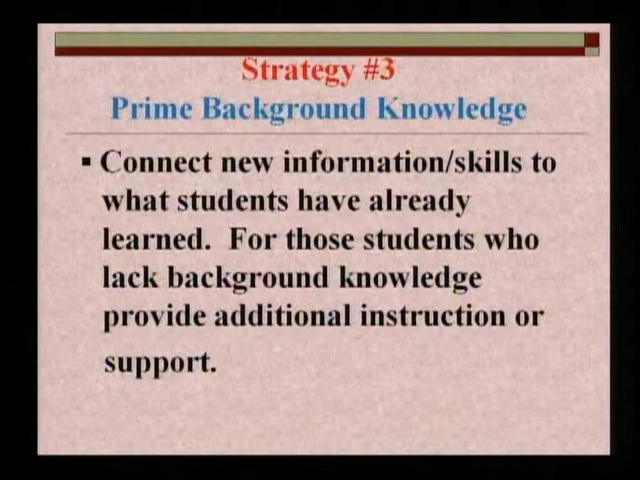 Strategy #3
Prime Background Knowledge
▪ Connect new information/skills to
what students have already
learned.  For those students who
lack background knowledge
provide additional instruction or
support.